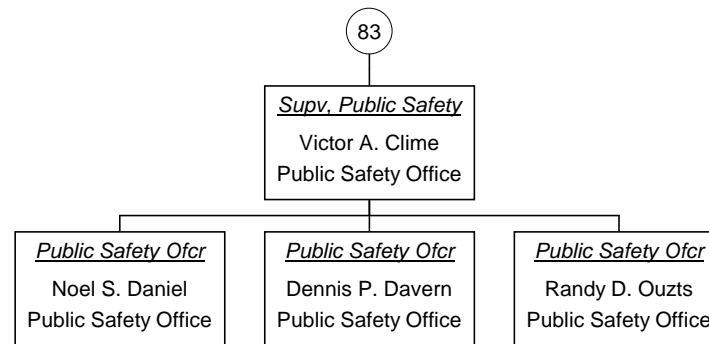 83
Supv, Public Safety
Victor A. Clime
Public Safety Office
Public Safety Ofcr
Noel S. Daniel
Public Safety Office
Public Safety Ofcr
Dennis P. Davern
Public Safety Office
Public Safety Ofcr
Randy D. Ouzts
Public Safety Office